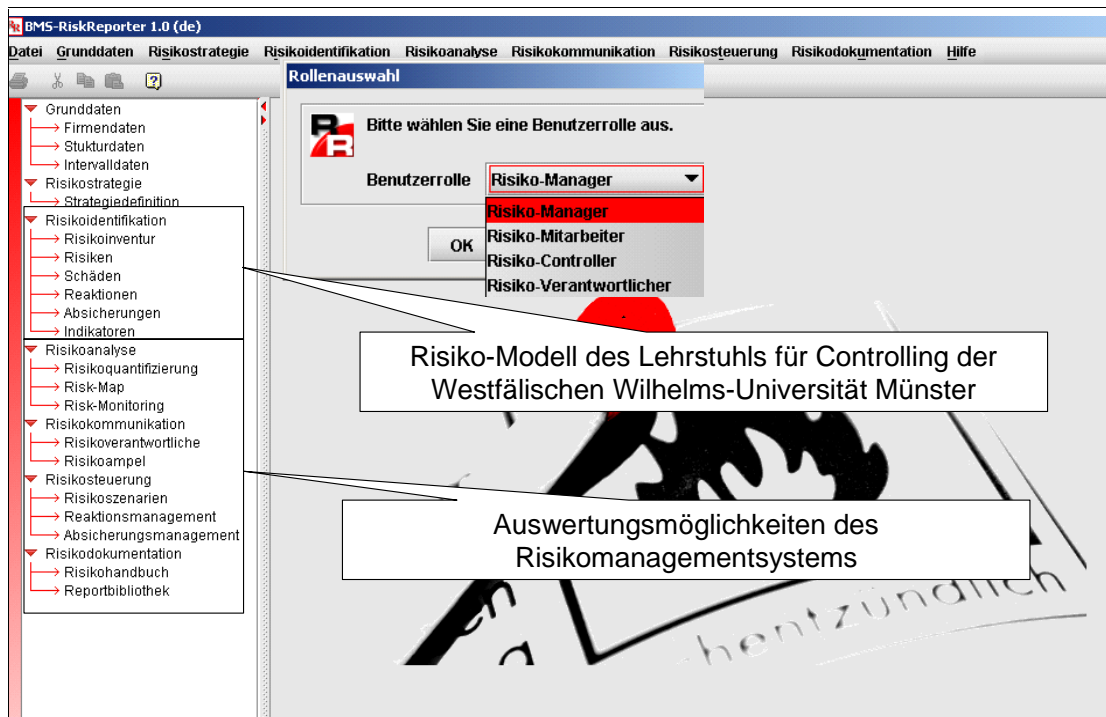 BMS-RiskReporter 1.0 (de)
Datei Grunddaten Risikostrategie Risikoidentifikation Risikoanalyse Risikokommunikation Risikosteuerung Risikodokumentation Hilfe
Rollenauswahl
Bitte wählen Sie eine Benutzerrolle aus.
Benutzerrolle Risiko-Manager
Risiko-Manager
Risiko-Mitarbeiter
Risiko-Controller
Risiko-Verantwortlicher
OK
Grunddaten
Firmendaten
Stukturdaten
Intervalldaten
Risikostrategie
Strategiedefinition
Risikoidentifikation
Risikoinventur
Risiken
Schäden
Reaktionen
Absicherungen
Indikatoren
Risikoanalyse
Risikoquantifizierung
Risk-Map
Risk-Monitoring
Risikokommunikation
Risikoverantwortliche
Risikoampel
Risikosteuerung
Risikoszenarien
Reaktionsmanagement
Absicherungsmanagement
Risikodokumentation
Risikohandbuch
Reportbibliothek
Risiko-Modell des Lehrstuhls für Controlling der
Westfälischen Wilhelms-Universität Münster
Auswertungsmöglichkeiten des
Risikomanagementsystems
hentzündlich